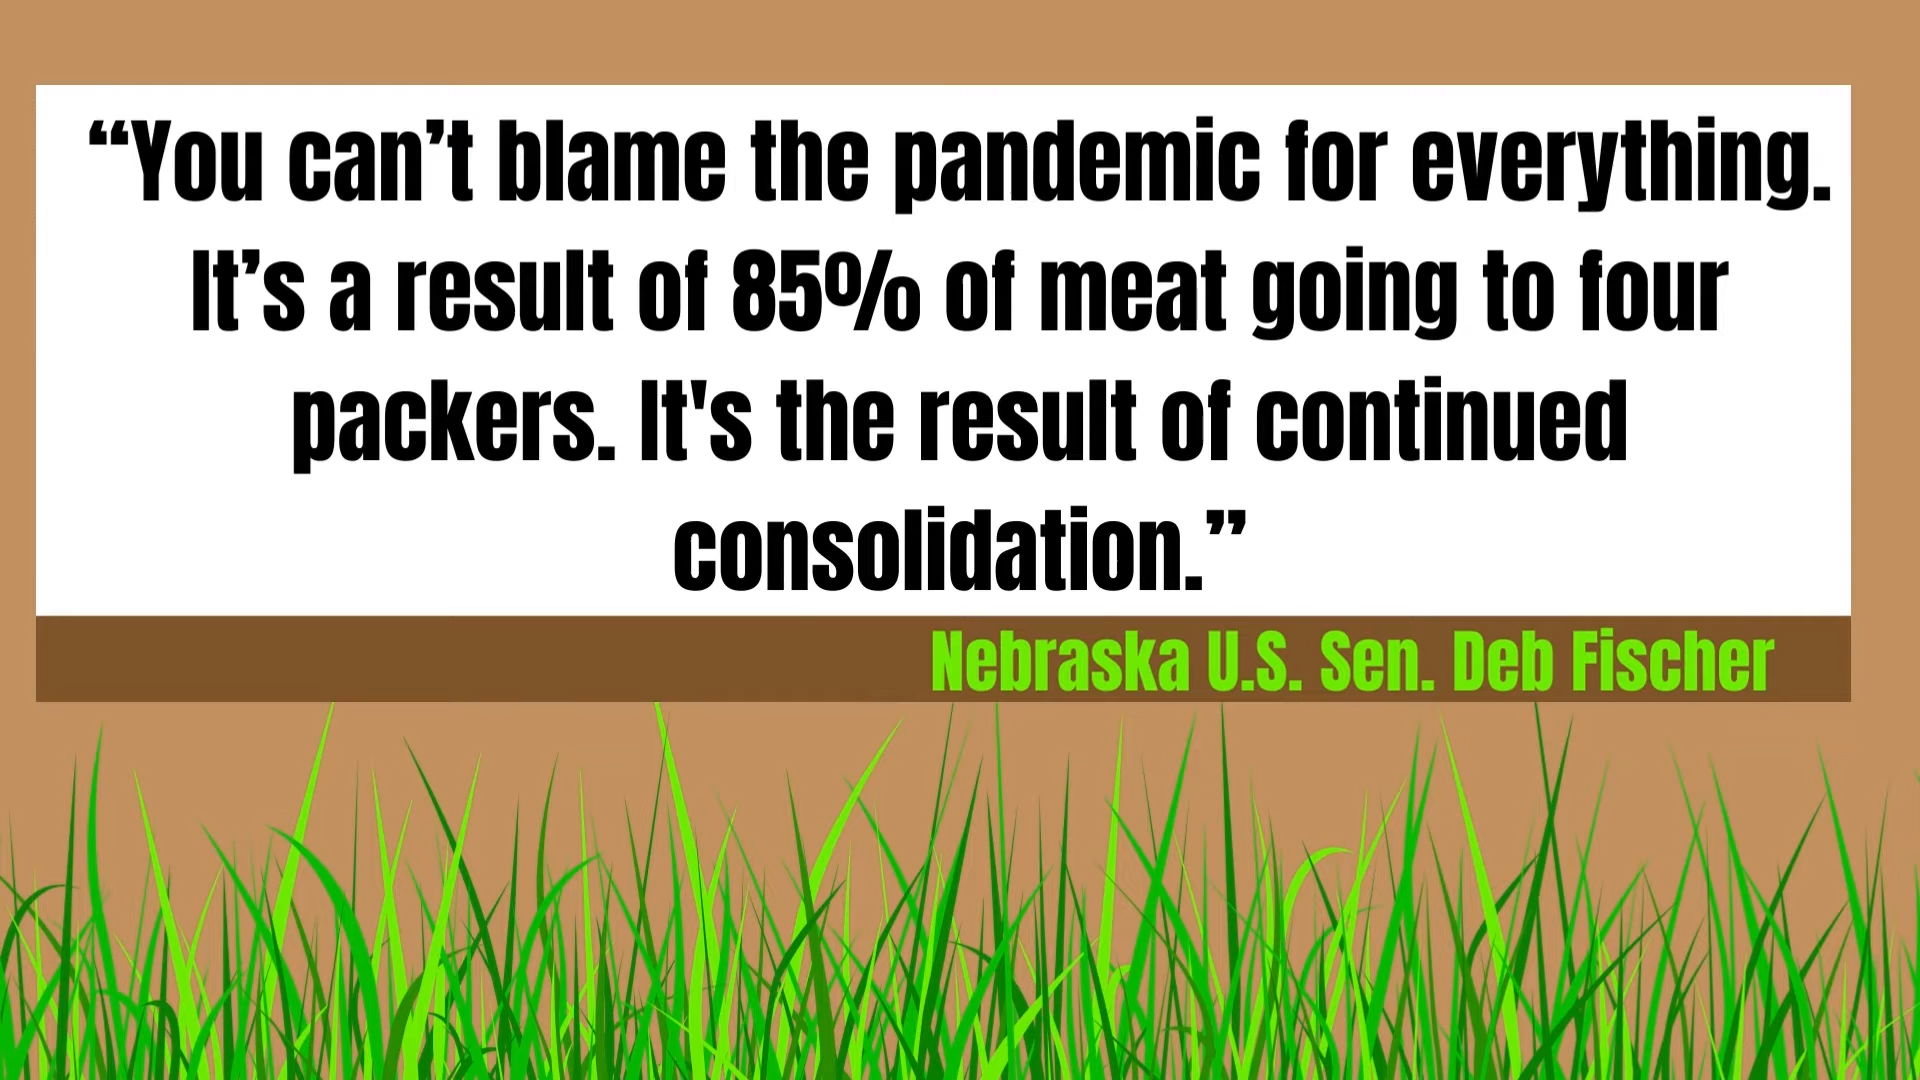 “You can’t blame the pandemic for everything.
It’s a result of 85% of meat going to four
packers. It's the result of continued
consolidation.”
Nebraska U.S. Sen. Deb Fischer